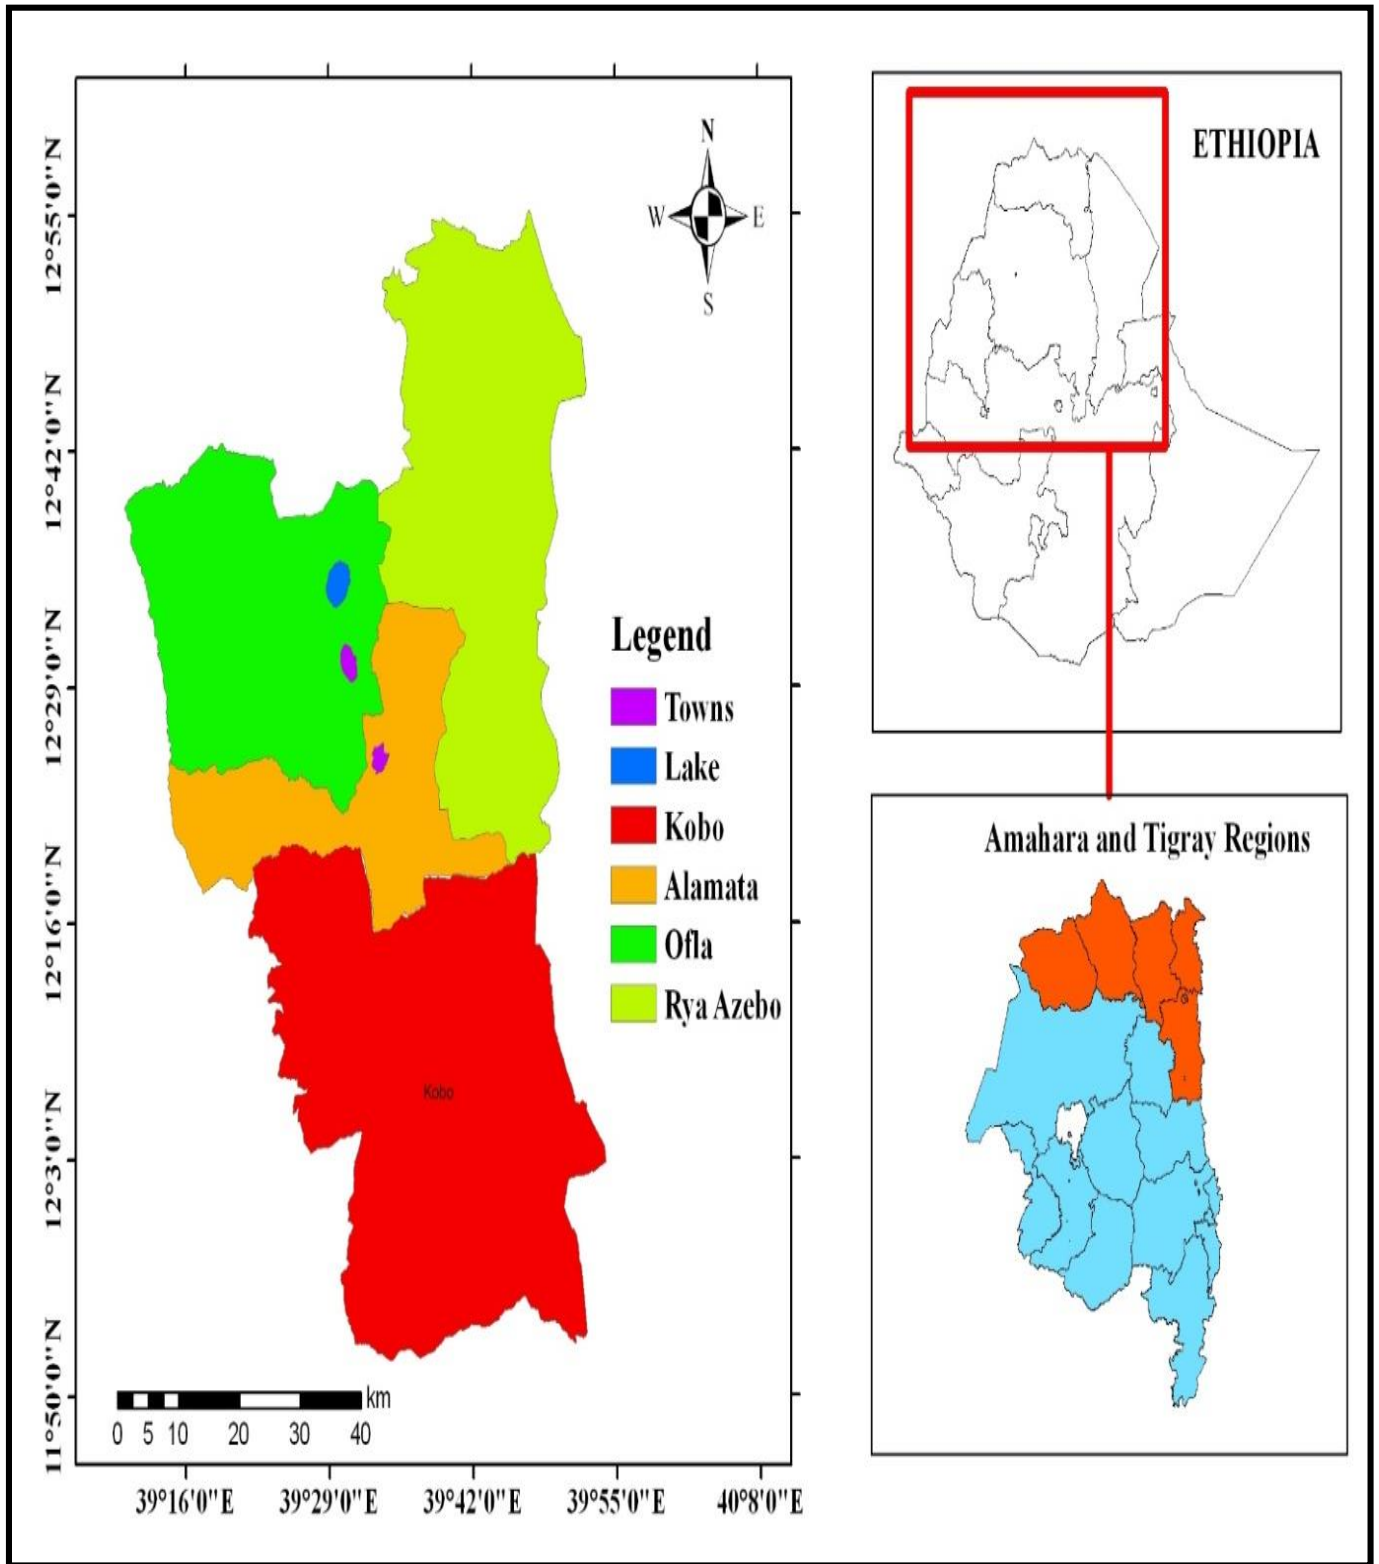 N
W E
S
12°55'0"N
12°42'0"N
12°29'0"N
12°16'0"N
12°3'0"N
11°50'0"N
Legend
Towns
Lake
Kobo
Alamata
Ofla
Rya Azebo
Kobo
km
0 5 10 20 30 40
39°16'0"E 39°29'0"E 39°42'0"E 39°55'0"E 40°8'0"E
ETHIOPIA
Amahara and Tigray Regions